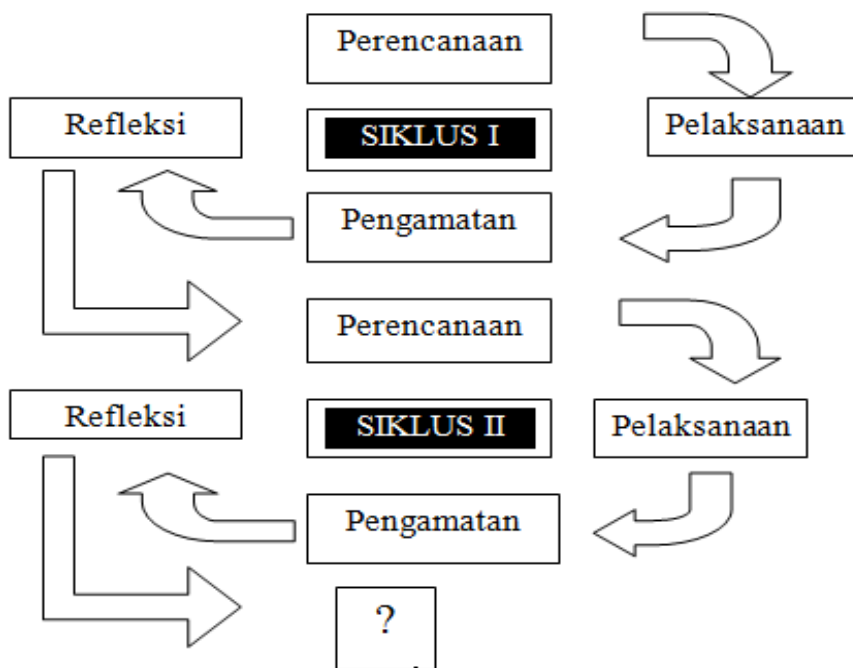 Perencanaan
Refleksi
SIKLUS I
Pelaksanaan
Pengamatan
Perencanaan
Refleksi
SIKLUS II
Pelaksanaan
Pengamatan
?